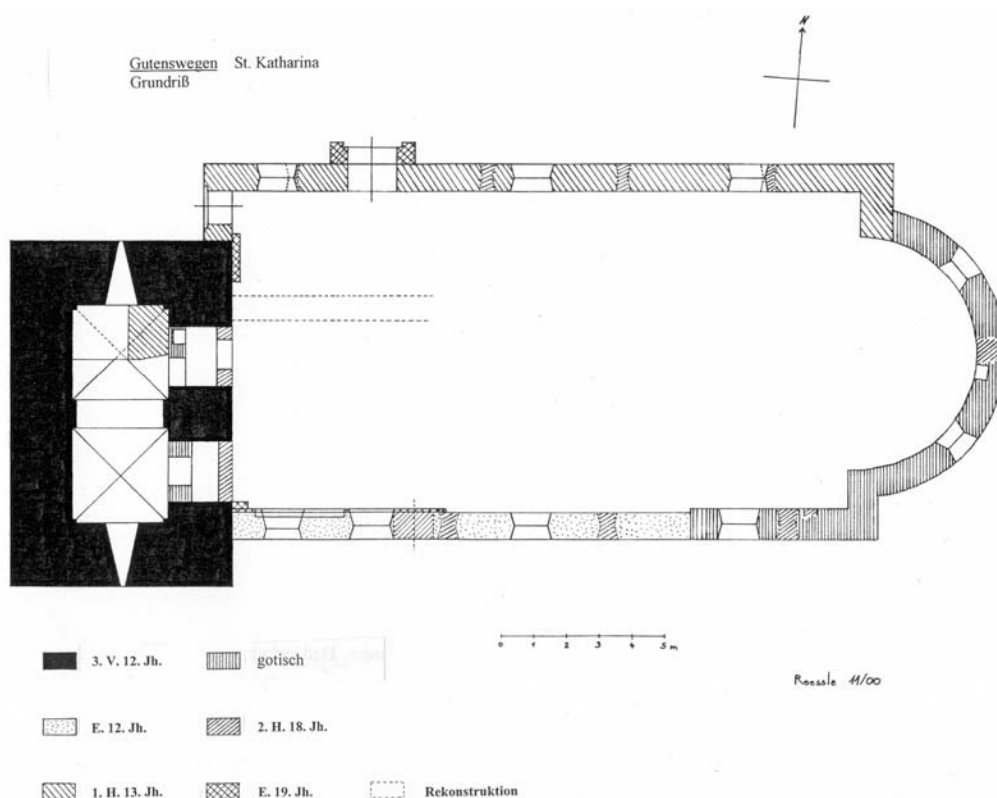 N
Gutenswegen St. Katharina
Grundriß
0 1 2 3 4 5 m
Roessle 11/00
3. V. 12. Jh.
gotisch
E. 12. Jh.
2. H. 18. Jh.
1. H. 13. Jh.
E. 19. Jh.
Rekonstruktion